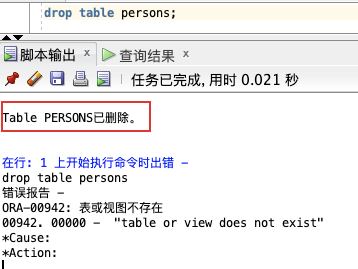 drop table persons;
脚本输出 x 查询结果 x
任务已完成, 用时 0.021 秒
Table PERSONS已删除。
在行: 1 上开始执行命令时出错 -
drop table persons
错误报告 -
ORA-00942: 表或视图不存在
00942. 00000 -  "table or view does not exist"
*Cause:
*Action: